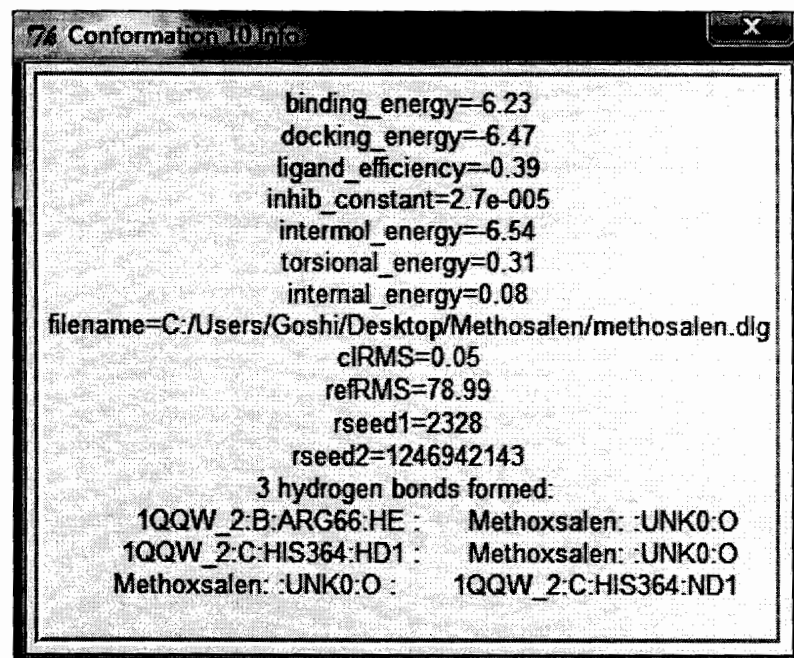 Conformation 10 Info
binding_energy=-6.23
docking_energy=-6.47
ligand_efficiency=-0.39
inhib_constant=2.7e-005
intermol_energy=-6.54
torsional_energy=0.31
internal_energy=0.08
filename=C:/Users/Goshi/Desktop/Methosalen/methosalen.dlg
clRMS=0.05
refRMS=78.99
rseed1=2328
rseed2=1246942143
3 hydrogen bonds formed:
1QQW_2:B:ARG66:HE : Methoxsalen: :UNK0:O
1QQW_2:C:HIS364:HD1 : Methoxsalen: :UNK0:O
Methoxsalen: :UNK0:O : 1QQW_2:C:HIS364:ND1